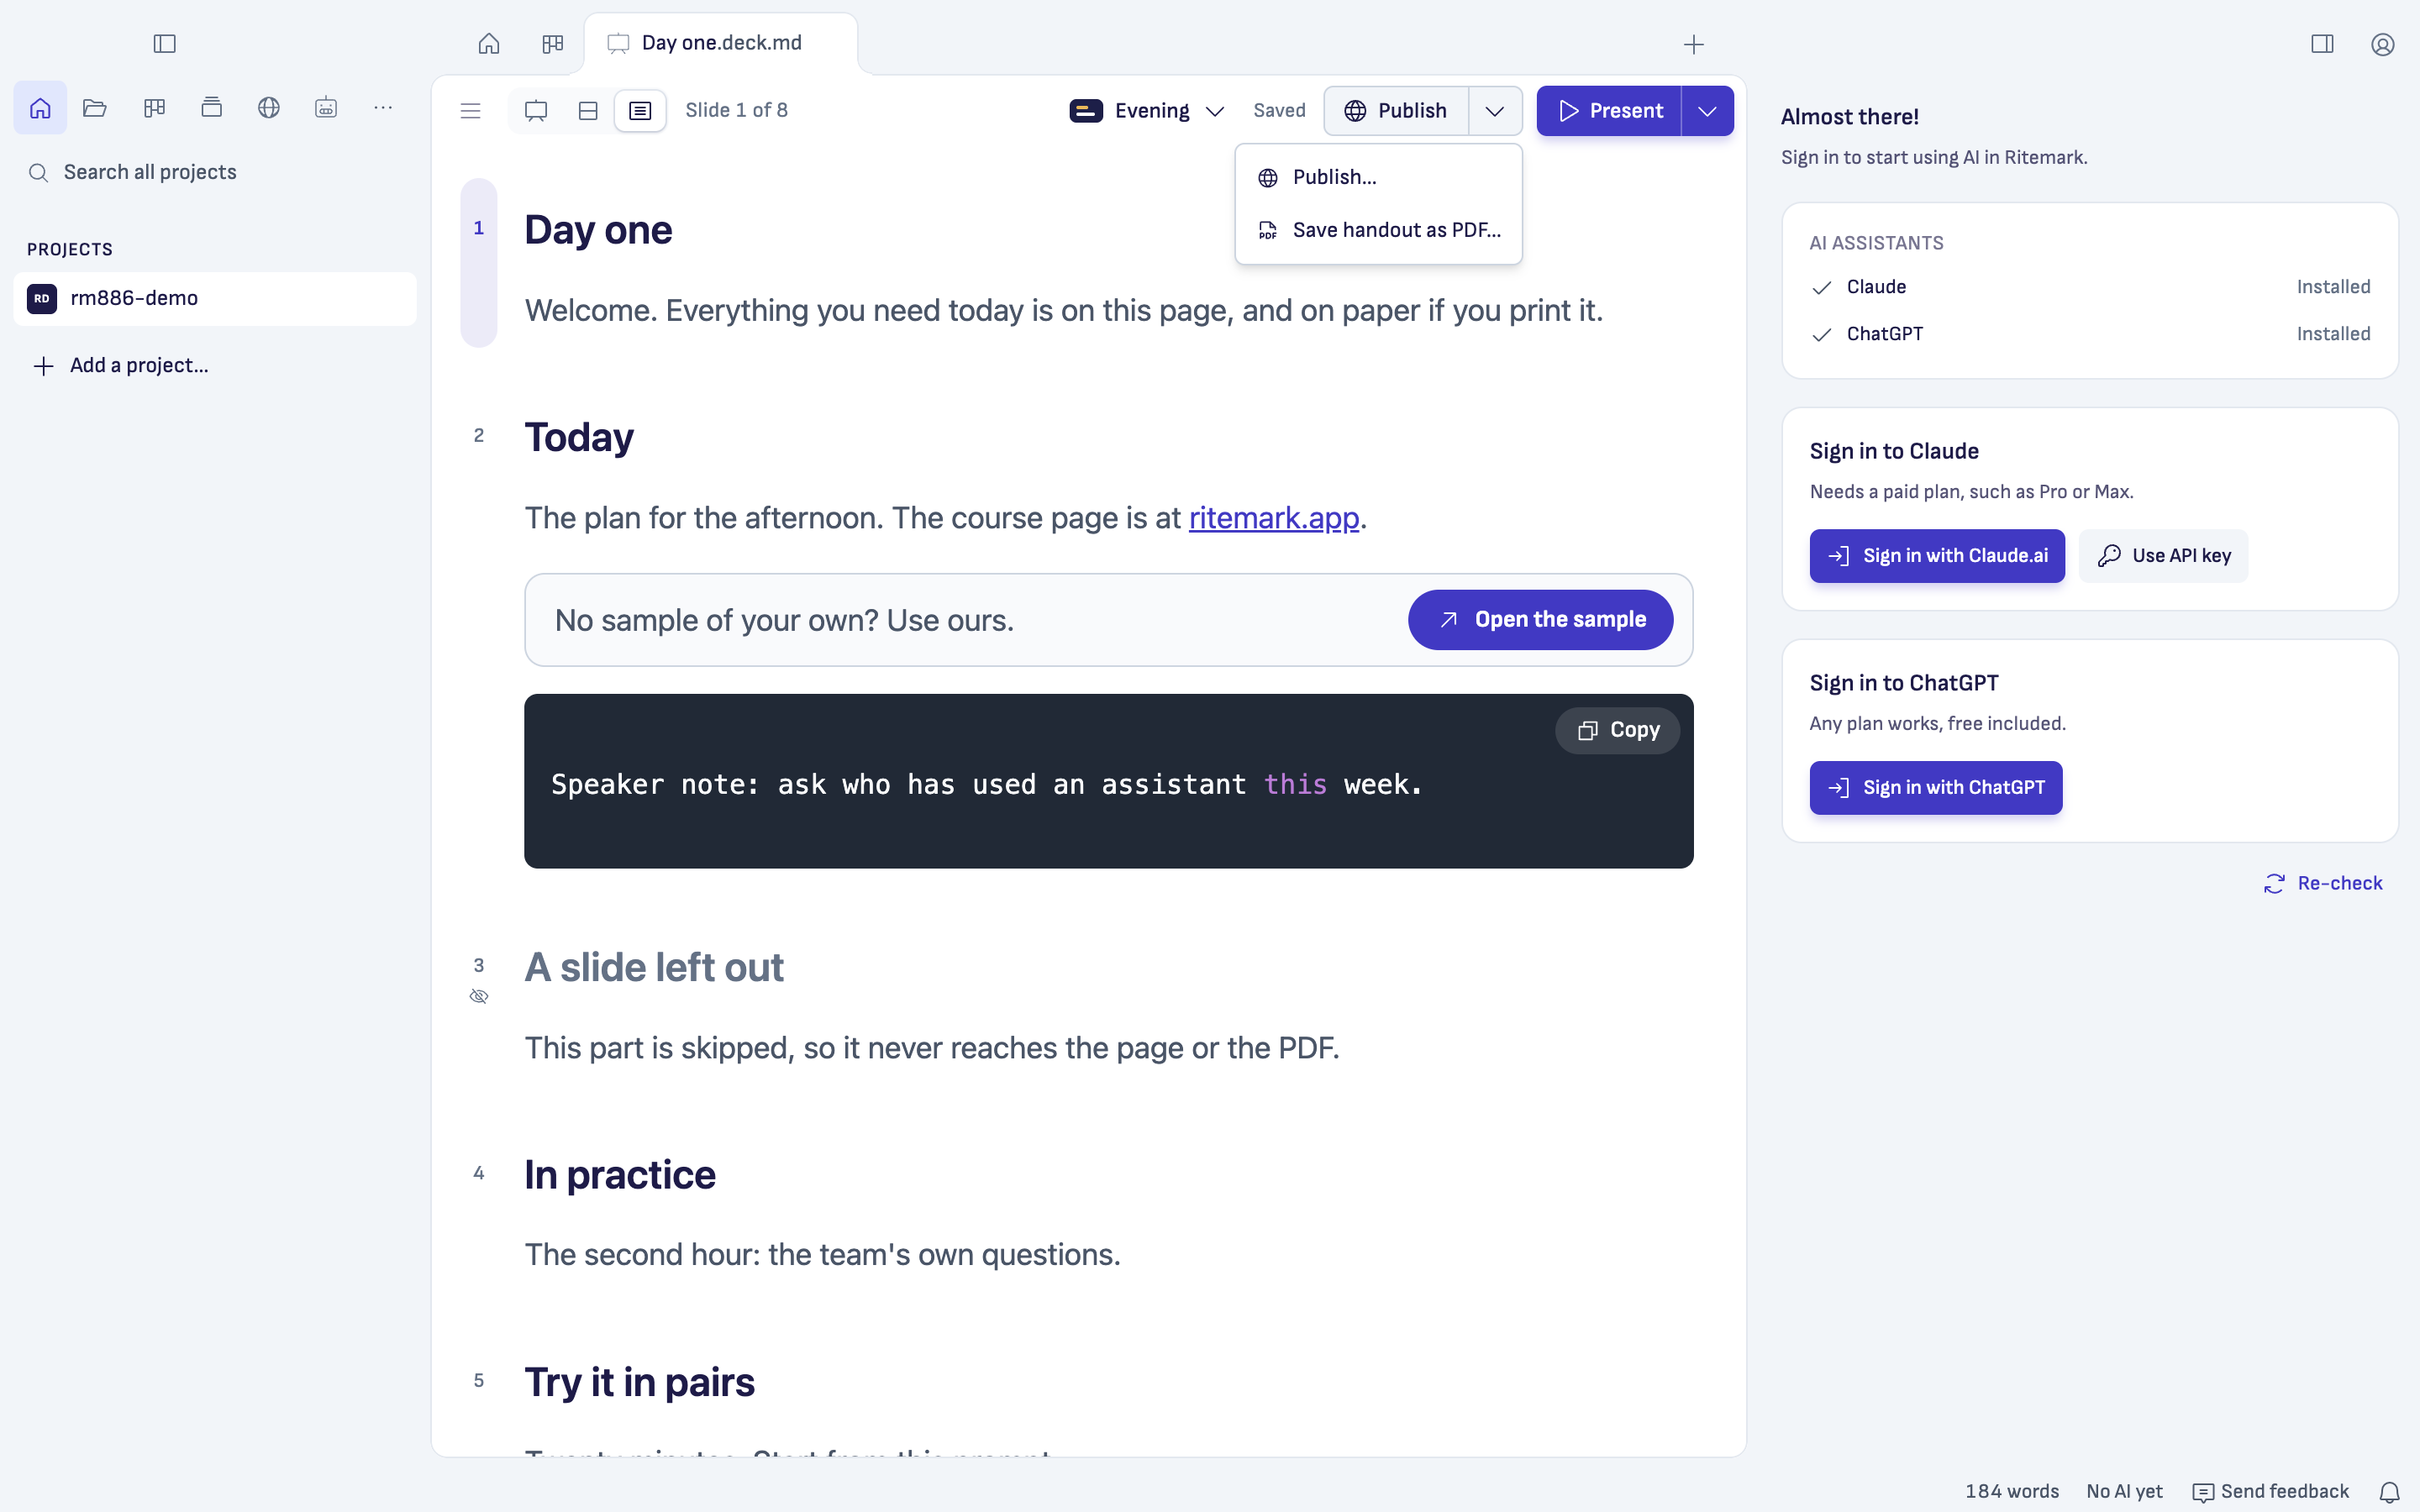 Day one.deck.md
Search all projects
PROJECTS
RD rm886-demo
Add a project...
Slide 1 of 8
Evening
Saved
Publish
Present
Publish...
Save handout as PDF...
1
Day one
Welcome. Everything you need today is on this page, and on paper if you print it.
2
Today
The plan for the afternoon. The course page is at ritemark.app.
No sample of your own? Use ours.
Open the sample
Copy
Speaker note: ask who has used an assistant this week.
3
A slide left out
This part is skipped, so it never reaches the page or the PDF.
4
In practice
The second hour: the team's own questions.
5
Try it in pairs
Almost there!
Sign in to start using AI in Ritemark.
AI ASSISTANTS
Claude Installed
ChatGPT Installed
Sign in to Claude
Needs a paid plan, such as Pro or Max.
Sign in with Claude.ai
Use API key
Sign in to ChatGPT
Any plan works, free included.
Sign in with ChatGPT
Re-check
184 words
No AI yet
Send feedback